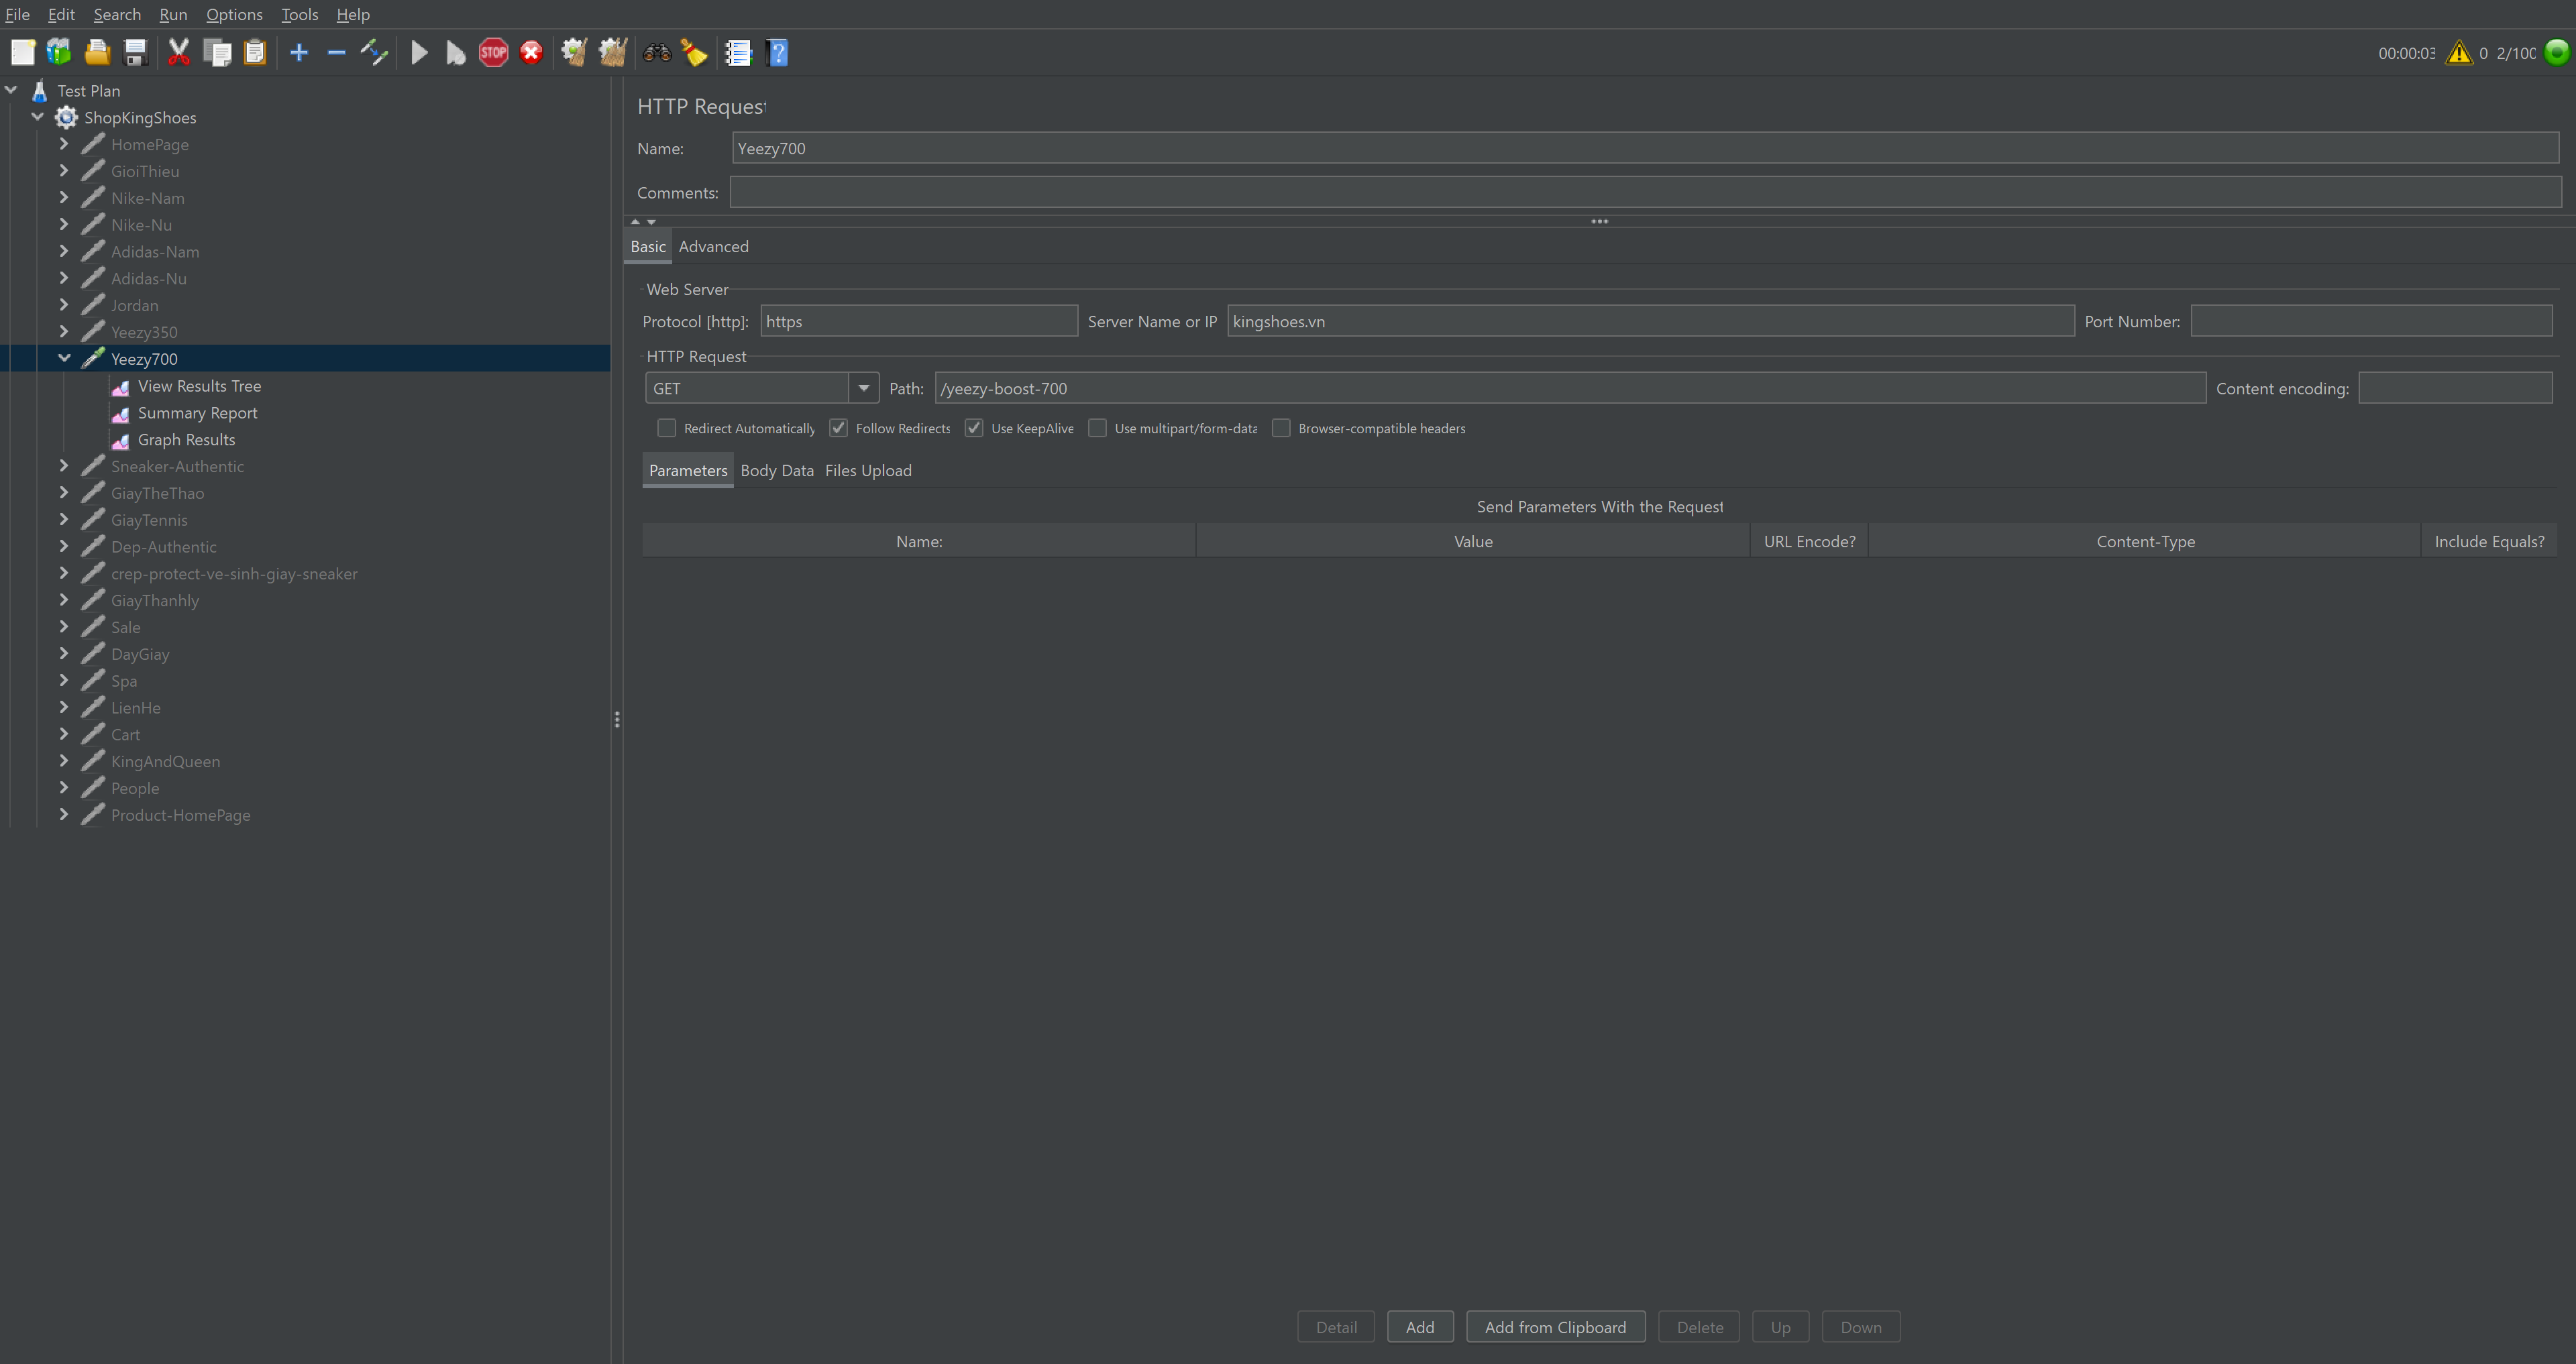 File Edit Search Run Options Tools Help
STOP
00:00:03 0 2/100
Test Plan
ShopKingShoes
HomePage
GioiThieu
Nike-Nam
Nike-Nu
Adidas-Nam
Adidas-Nu
Jordan
Yeezy350
Yeezy700
View Results Tree
Summary Report
Graph Results
Sneaker-Authentic
GiayTheThao
GiayTennis
Dep-Authentic
crep-protect-ve-sinh-giay-sneaker
GiayThanhly
Sale
DayGiay
Spa
LienHe
Cart
KingAndQueen
People
Product-HomePage
HTTP Request
Name: Yeezy700
Comments:
Basic Advanced
Web Server
Protocol [http]: https Server Name or IP kingshoes.vn Port Number:
HTTP Request
GET Path: /yeezy-boost-700 Content encoding:
Redirect Automatically Follow Redirects Use KeepAlive Use multipart/form-data Browser-compatible headers
Parameters Body Data Files Upload
Send Parameters With the Request
Name: Value URL Encode? Content-Type Include Equals?
Detail Add Add from Clipboard Delete Up Down